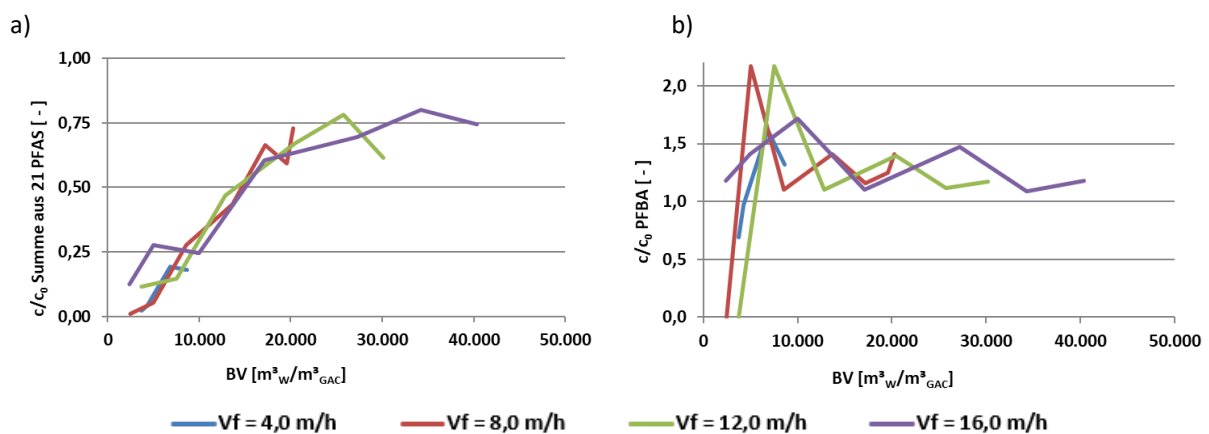 a)
c/c₀ Summe aus 21 PFAS [ - ]
1,00
0,75
0,50
0,25
0,00
0
10.000
20.000
30.000
40.000
50.000
BV [m³W/m³GAC]
b)
c/c₀ PFBA [ - ]
2,0
1,5
1,0
0,5
0,0
0
10.000
20.000
30.000
40.000
50.000
BV [m³W/m³GAC]
Vf = 4,0 m/h
Vf = 8,0 m/h
Vf = 12,0 m/h
Vf = 16,0 m/h